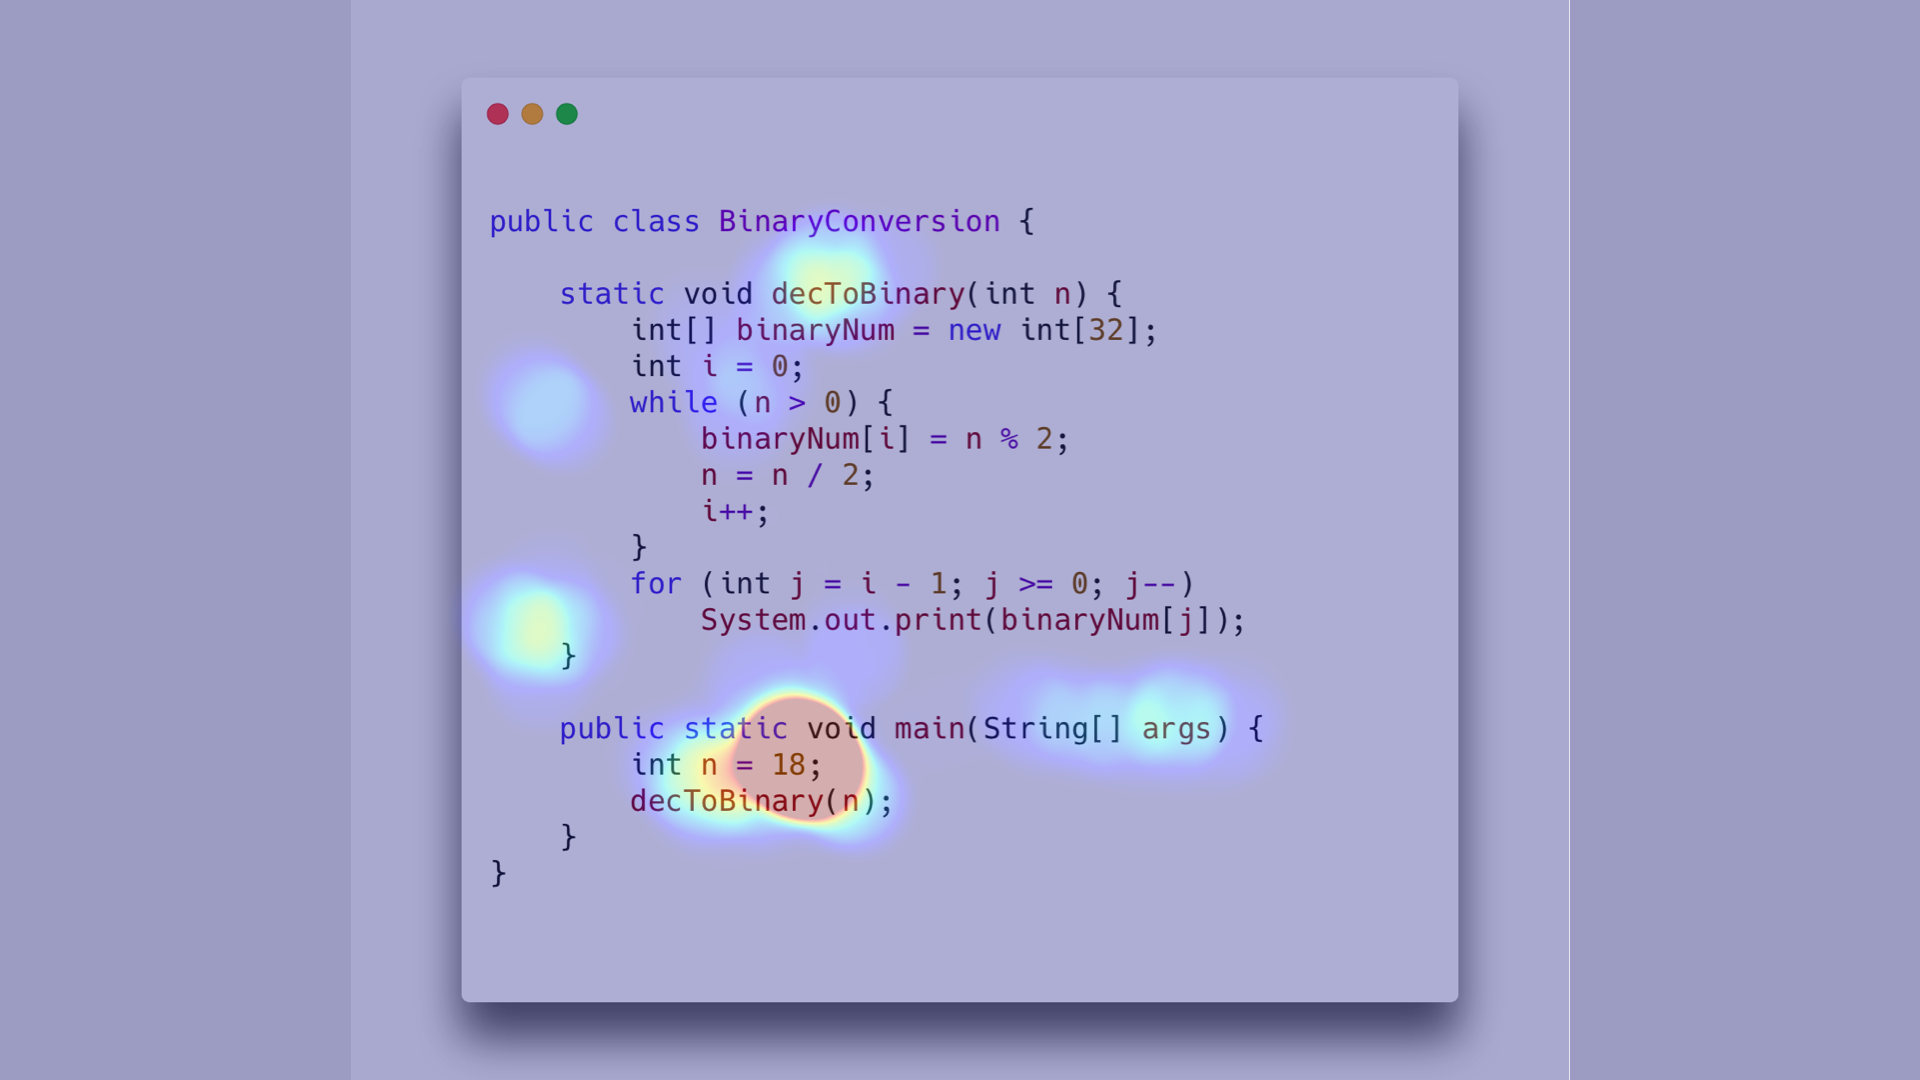 public class BinaryConversion {
static void decToBinary(int n) {
int[] binaryNum = new int[32];
int i = 0;
while (n > 0) {
binaryNum[i] = n % 2;
n = n / 2;
i++;
}
for (int j = i - 1; j >= 0; j--)
System.out.print(binaryNum[j]);
}
public static void main(String[] args) {
int n = 18;
decToBinary(n);
}
}